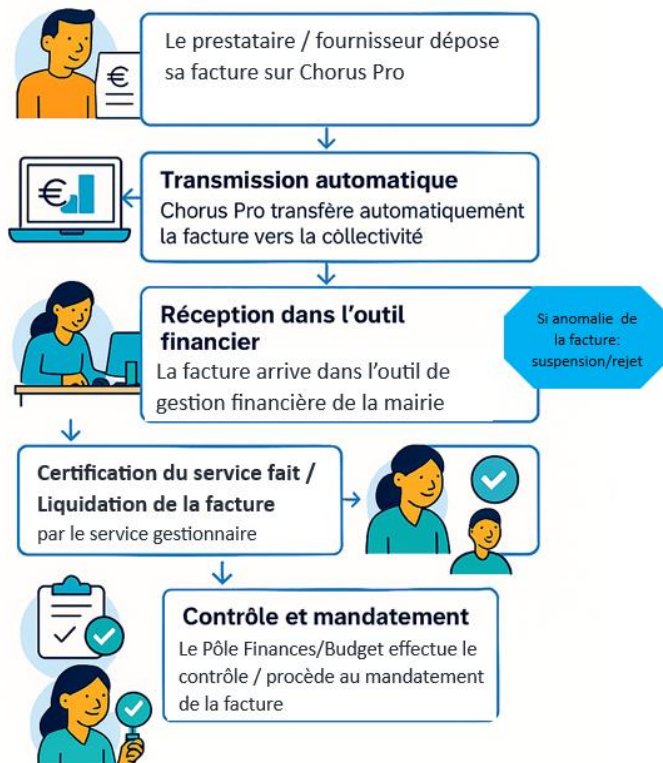 Le prestataire / fournisseur dépose
sa facture sur Chorus Pro
€
€
Transmission automatique
Chorus Pro transfère automatiquement
la facture vers la collectivité
Réception dans l'outil
financier
La facture arrive dans l'outil de
gestion financière de la mairie
Si anomalie de
la facture:
suspension/rejet
Certification du service fait /
Liquidation de la facture
par le service gestionnaire
Contrôle et mandatement
Le Pôle Finances/Budget effectue le
contrôle / procède au mandatement
de la facture